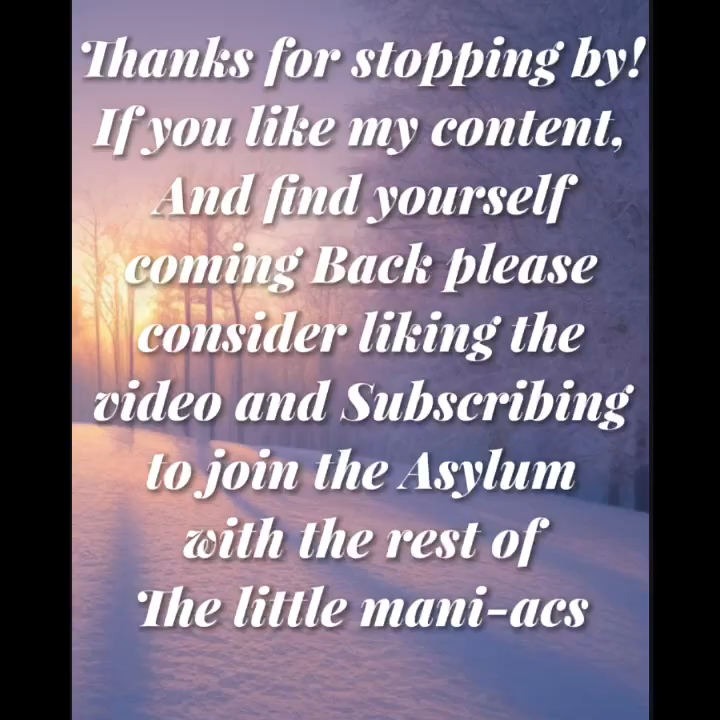 Thanks for stopping by!
If you like my content,
And find yourself
coming Back please
consider liking the
video and Subscribing
to join the Asylum
with the rest of
The little mani-acs